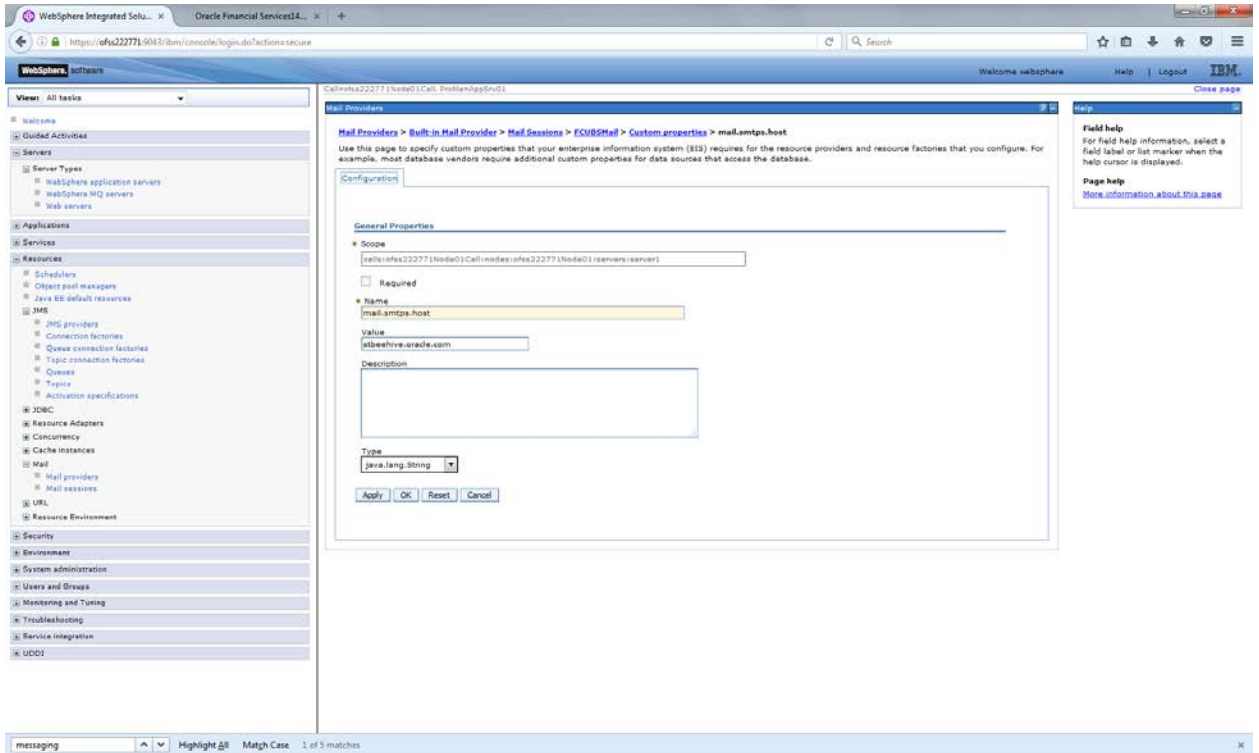 WebSphere Integrated Solu... ×
Oracle Financial Services14... ×
https://ofss222771:9043/ibm/console/login.do?action=secure
Search
WebSphere. software
Welcome websphere
Help | Logout
IBM.
View: All tasks
Welcome
Guided Activities
Servers
Server Types
WebSphere application servers
WebSphere MQ servers
Web servers
Applications
Services
Resources
Schedulers
Object pool managers
Java EE default resources
JMS
JMS providers
Connection factories
Queue connection factories
Topic connection factories
Queues
Topics
Activation specifications
JDBC
Resource Adapters
Concurrency
Cache instances
Mail
Mail providers
Mail sessions
URL
Resource Environment
Security
Environment
System administration
Users and Groups
Monitoring and Tuning
Troubleshooting
Service integration
UDDI
Close page
Mail Providers
Mail Providers > Built-in Mail Provider > Mail Sessions > FCUBSMail > Custom properties > mail.smtps.host
Use this page to specify custom properties that your enterprise information system (EIS) requires for the resource providers and resource factories that you configure. For
example, most database vendors require additional custom properties for data sources that access the database.
Configuration
General Properties
Scope
cells:ofss222771Node01Cell:nodes:ofss222771Node01:servers:server1
Required
Name
mail.smtps.host
Value
stbeehive.oracle.com
Description
Type
java.lang.String
Apply OK Reset Cancel
Help
Field help
For field help information, select a
field label or list marker when the
help cursor is displayed.
Page help
More information about this page
messaging
Highlight All Match Case 1 of 5 matches